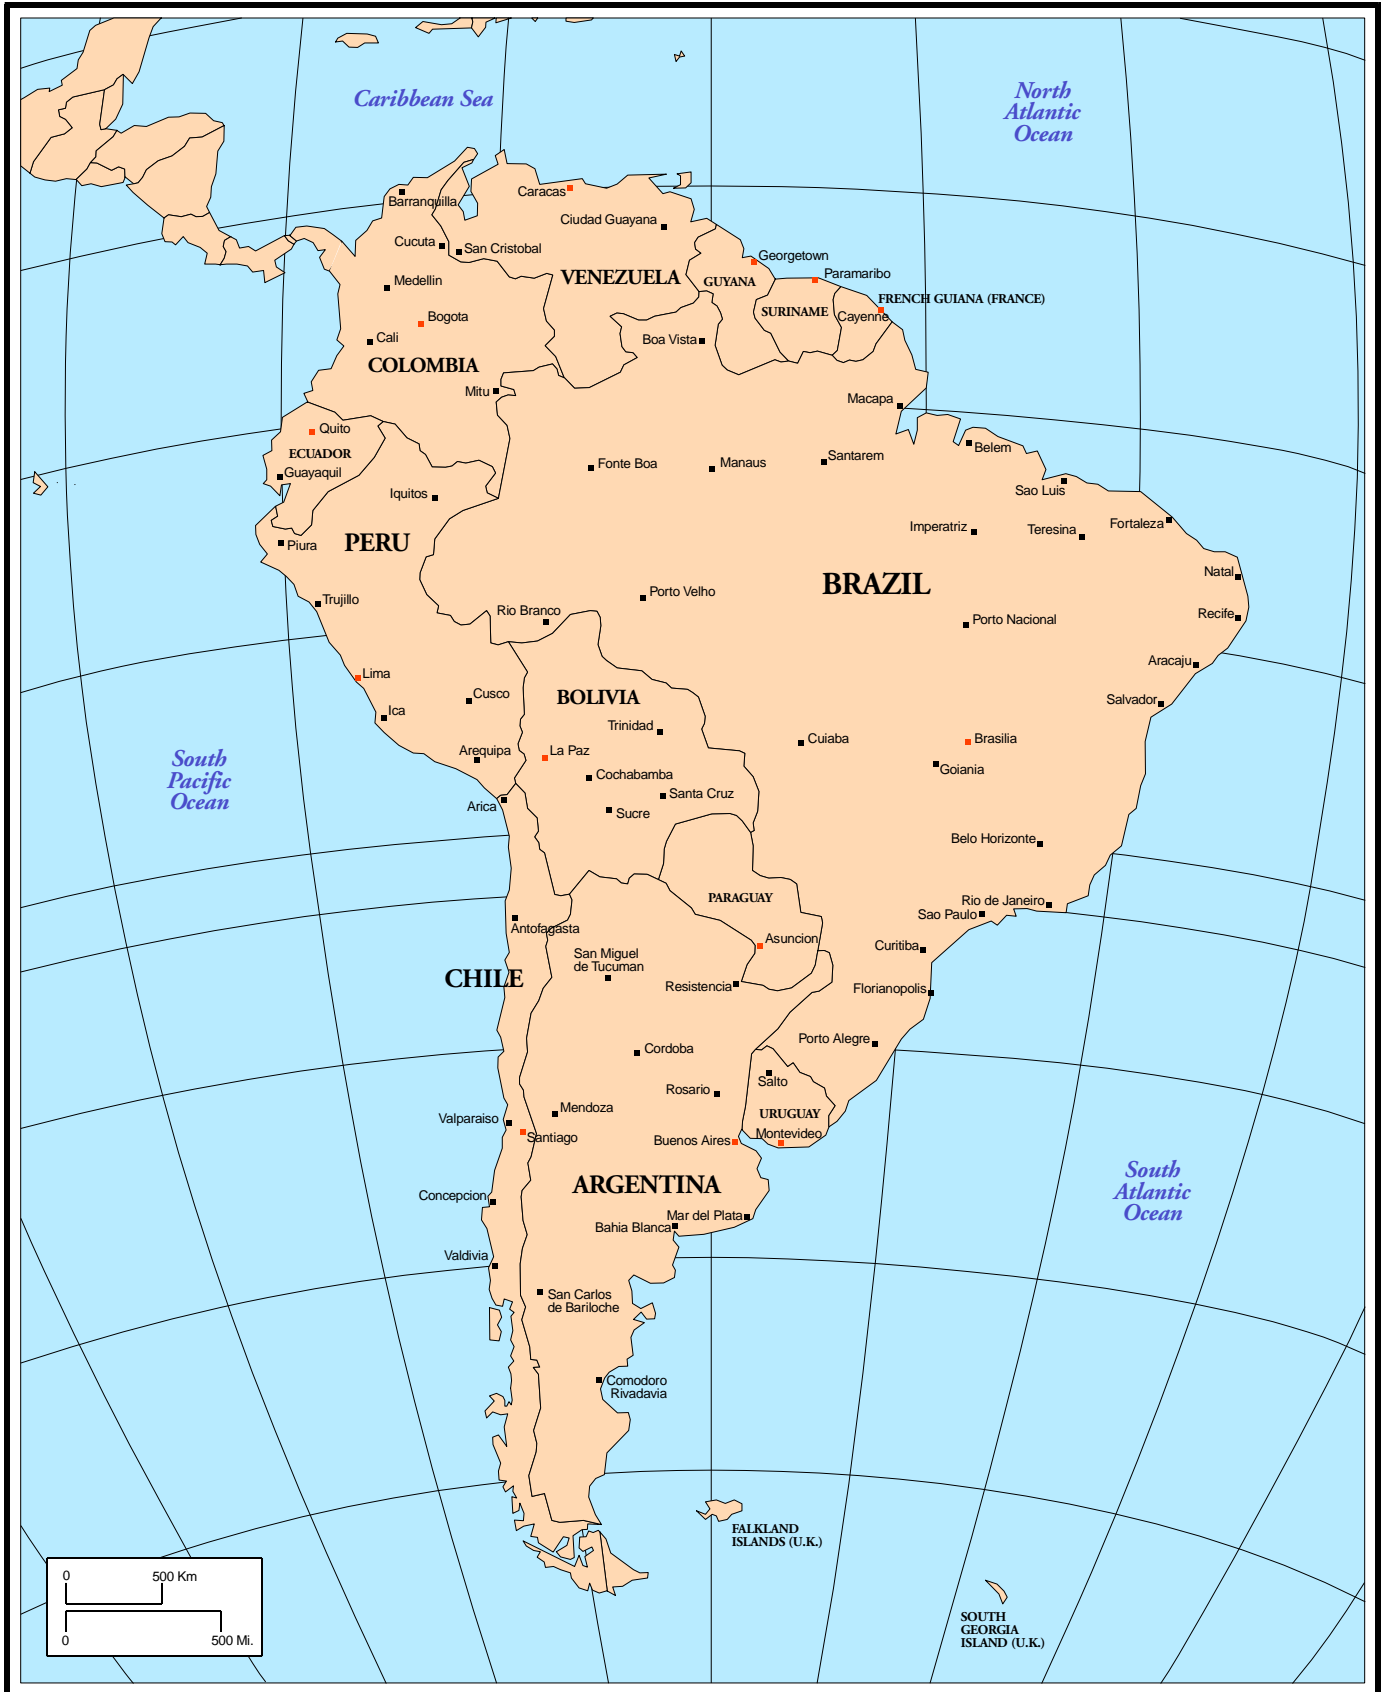 Caribbean Sea
North
Atlantic
Ocean
Caracas
Barranquilla
Ciudad Guayana
Cucuta
San Cristobal
Georgetown
VENEZUELA
GUYANA
Paramaribo
Medellin
FRENCH GUIANA (FRANCE)
SURINAME
Cayenne
Bogota
Cali
Boa Vista
COLOMBIA
Mitu
Macapa
Quito
ECUADOR
Belem
Guayaquil
Fonte Boa
Manaus
Santarem
Iquitos
Sao Luis
Imperatriz
Teresina
Fortaleza
Piura
PERU
Natal
BRAZIL
Trujillo
Porto Velho
Rio Branco
Recife
Porto Nacional
Aracaju
Lima
Cusco
BOLIVIA
Salvador
Ica
Trinidad
Cuiaba
Brasilia
Arequipa
La Paz
South
Pacific
Ocean
Goiania
Cochabamba
Santa Cruz
Arica
Sucre
Belo Horizonte
PARAGUAY
Rio de Janeiro
Sao Paulo
Antofagasta
Asuncion
Curitiba
San Miguel
de Tucuman
CHILE
Resistencia
Florianopolis
Porto Alegre
Cordoba
Salto
Rosario
Mendoza
URUGUAY
Valparaiso
Santiago
Buenos Aires
Montevideo
South
Atlantic
Ocean
ARGENTINA
Concepcion
Mar del Plata
Bahia Blanca
Valdivia
San Carlos
de Bariloche
Comodoro
Rivadavia
FALKLAND
ISLANDS (U.K.)
0 500 Km
0 500 Mi.
SOUTH
GEORGIA
ISLAND (U.K.)